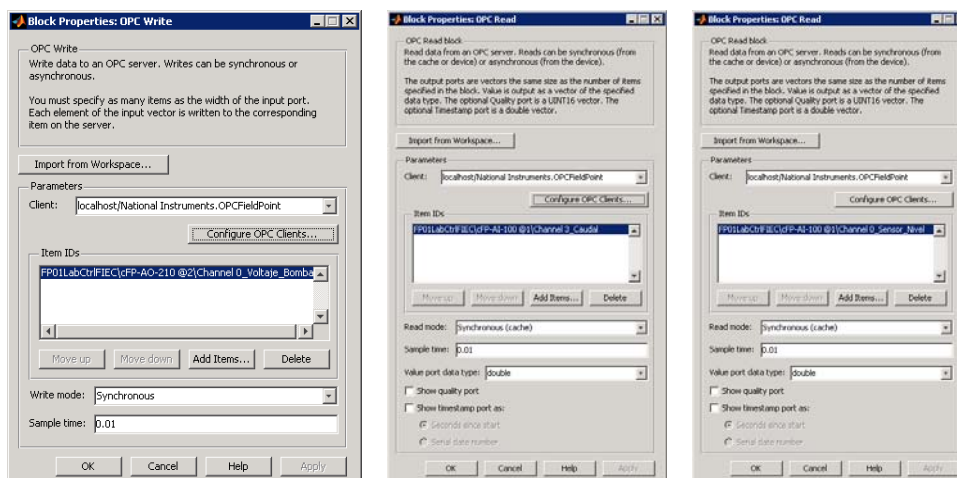 Block Properties: OPC Write
OPC Write
Write data to an OPC server. Writes can be synchronous or
asynchronous.
You must specify as many items as the width of the input port.
Each element of the input vector is written to the corresponding
item on the server.
Import from Workspace...
Parameters
Client: localhost/National Instruments.OPCFieldPoint
Configure OPC Clients...
Item IDs
FP01LabCtrlFIEC\cFP-AO-210 @2\Channel 0_Voltaje_Bomba
Move up Move down Add Items... Delete
Write mode: Synchronous
Sample time: 0.01
OK Cancel Help Apply
Block Properties: OPC Read
OPC Read block
Read data from an OPC server. Reads can be synchronous (from
the cache or device) or asynchronous (from the device).
The output ports are vectors the same size as the number of items
specified in the block. Value is output as a vector of the specified
data type. The optional Quality port is a UINT16 vector. The
optional Timestamp port is a double vector.
Import from Workspace...
Parameters
Client: localhost/National Instruments.OPCFieldPoint
Configure OPC Clients...
Item IDs
FP01LabCtrlFIEC\cFP-AI-100 @1\Channel 3_Caudal
Move up Move down Add Items... Delete
Read mode: Synchronous (cache)
Sample time: 0.01
Value port data type: double
Show quality port
Show timestamp port as:
Seconds since start
Serial date number
OK Cancel Help Apply
Block Properties: OPC Read
OPC Read block
Read data from an OPC server. Reads can be synchronous (from
the cache or device) or asynchronous (from the device).
The output ports are vectors the same size as the number of items
specified in the block. Value is output as a vector of the specified
data type. The optional Quality port is a UINT16 vector. The
optional Timestamp port is a double vector.
Import from Workspace...
Parameters
Client: localhost/National Instruments.OPCFieldPoint
Configure OPC Clients...
Item IDs
FP01LabCtrlFIEC\cFP-AI-100 @1\Channel 0_Sensor_Nivel
Move up Move down Add Items... Delete
Read mode: Synchronous (cache)
Sample time: 0.01
Value port data type: double
Show quality port
Show timestamp port as:
Seconds since start
Serial date number
OK Cancel Help Apply